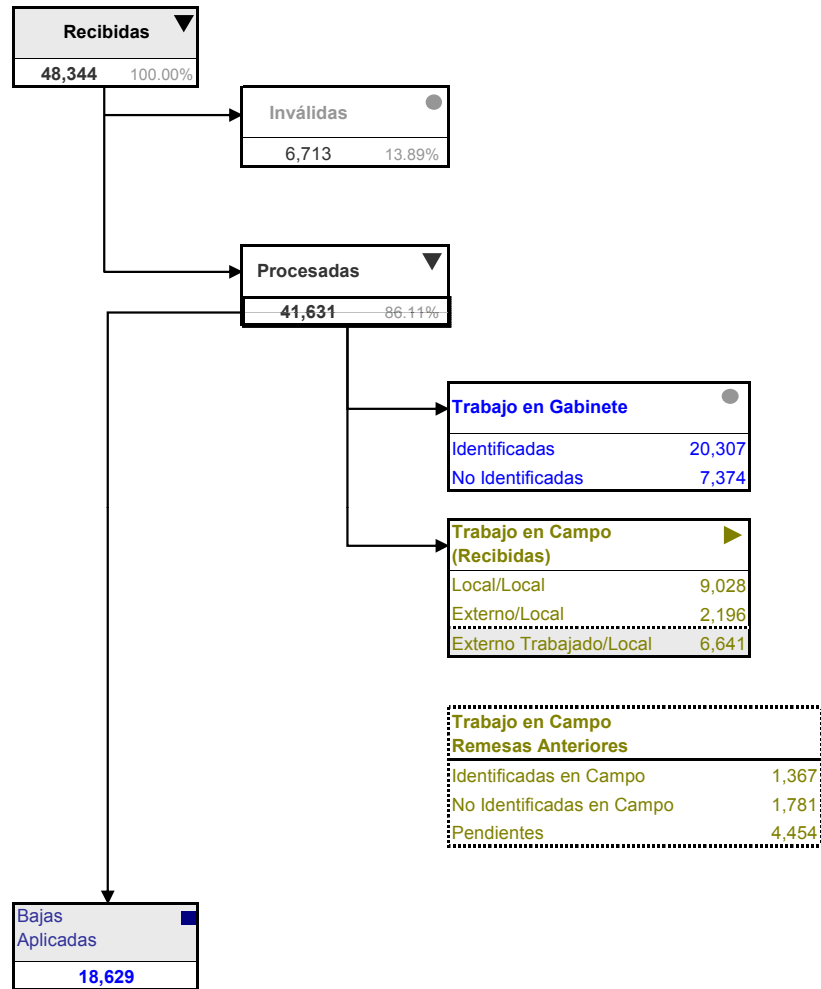 Recibidas
48,344 100.00%
Inválidas
6,713 13.89%
Procesadas
41,631 86.11%
Trabajo en Gabinete
Identificadas 20,307
No Identificadas 7,374
Trabajo en Campo
(Recibidas)
Local/Local 9,028
Externo/Local 2,196
Externo Trabajado/Local 6,641
Trabajo en Campo
Remesas Anteriores
Identificadas en Campo 1,367
No Identificadas en Campo 1,781
Pendientes 4,454
Bajas
Aplicadas
18,629